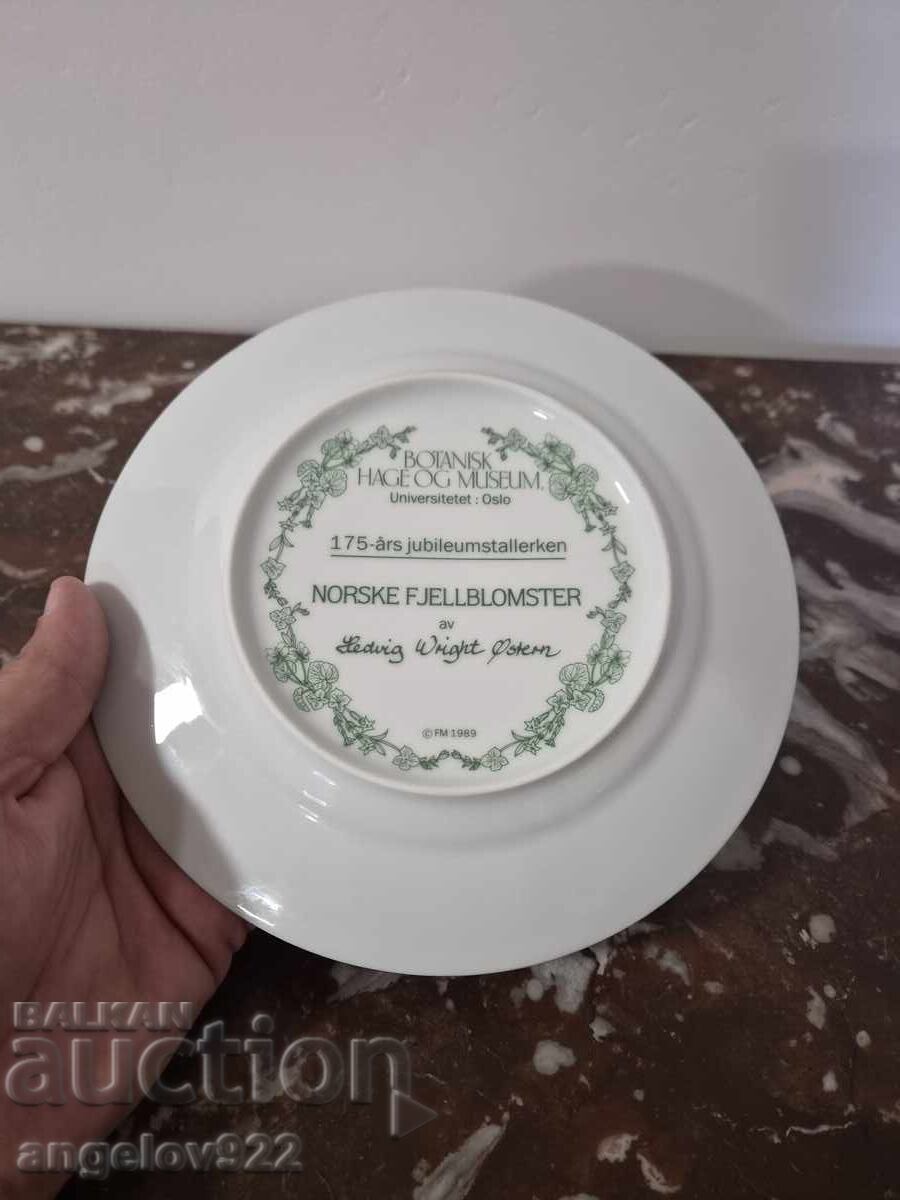 BOTANISK
HAGE OG MUSEUM,
Universitetet : Oslo
175-års jubileumstallerken
NORSKE FJELLBLOMSTER
av
Hedvig Wright Østern
© FM 1989
BALKAN
auction
angelov922